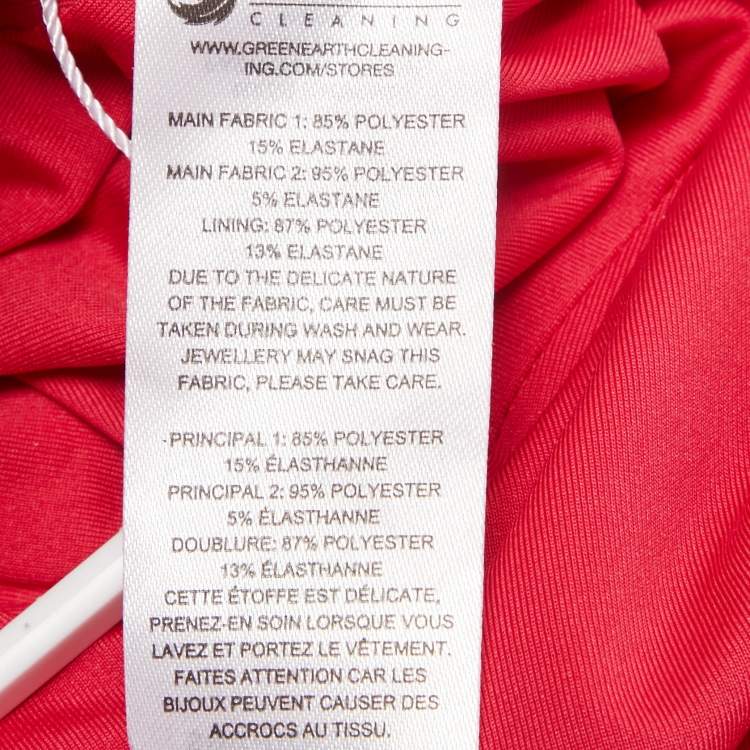 CLEANING
WWW.GREENEARTHCLEANING-
ING.COM/STORES
MAIN FABRIC 1: 85% POLYESTER
15% ELASTANE
MAIN FABRIC 2: 95% POLYESTER
5% ELASTANE
LINING: 87% POLYESTER
13% ELASTANE
DUE TO THE DELICATE NATURE
OF THE FABRIC, CARE MUST BE
TAKEN DURING WASH AND WEAR.
JEWELLERY MAY SNAG THIS
FABRIC, PLEASE TAKE CARE.
PRINCIPAL 1: 85% POLYESTER
15% ÉLASTHANNE
PRINCIPAL 2: 95% POLYESTER
5% ÉLASTHANNE
DOUBLURE: 87% POLYESTER
13% ÉLASTHANNE
CETTE ÉTOFFE EST DÉLICATE,
PRENEZ-EN SOIN LORSQUE VOUS
LAVEZ ET PORTEZ LE VÊTEMENT.
FAITES ATTENTION CAR LES
BIJOUX PEUVENT CAUSER DES
ACCROCS AU TISSU.